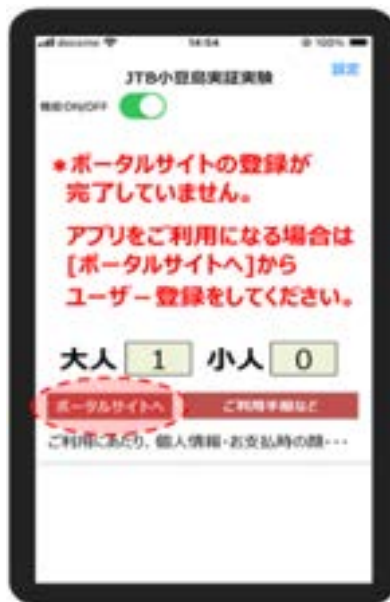 docomo 14:54 100%
JTB小豆島実証実験 設定
機能ON/OFF
*ポータルサイトの登録が
完了していません。
アプリをご利用になる場合は
[ポータルサイトへ]から
ユーザー登録をしてください。
大人 1 小人 0
ポータルサイトへ ご利用手順など
ご利用にあたり、個人情報・お支払時の顔・・・